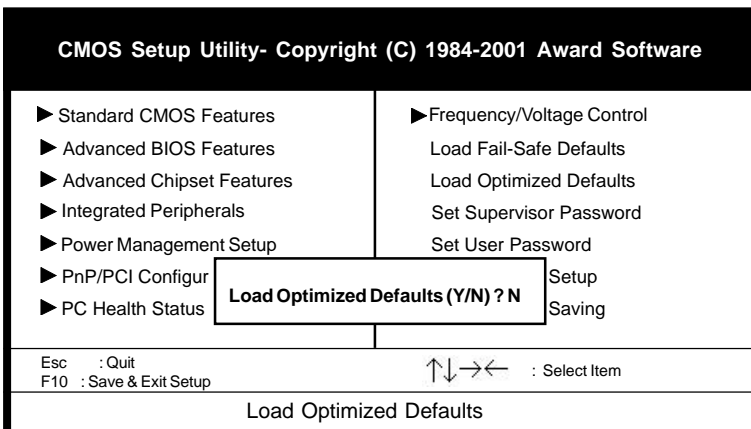 CMOS Setup Utility- Copyright (C) 1984-2001 Award Software
Standard CMOS Features
Advanced BIOS Features
Advanced Chipset Features
Integrated Peripherals
Power Management Setup
PnP/PCI Configur
PC Health Status
Frequency/Voltage Control
Load Fail-Safe Defaults
Load Optimized Defaults
Set Supervisor Password
Set User Password
Setup
Saving
Load Optimized Defaults (Y/N) ? N
Esc : Quit
F10 : Save & Exit Setup
↑↓→← : Select Item
Load Optimized Defaults